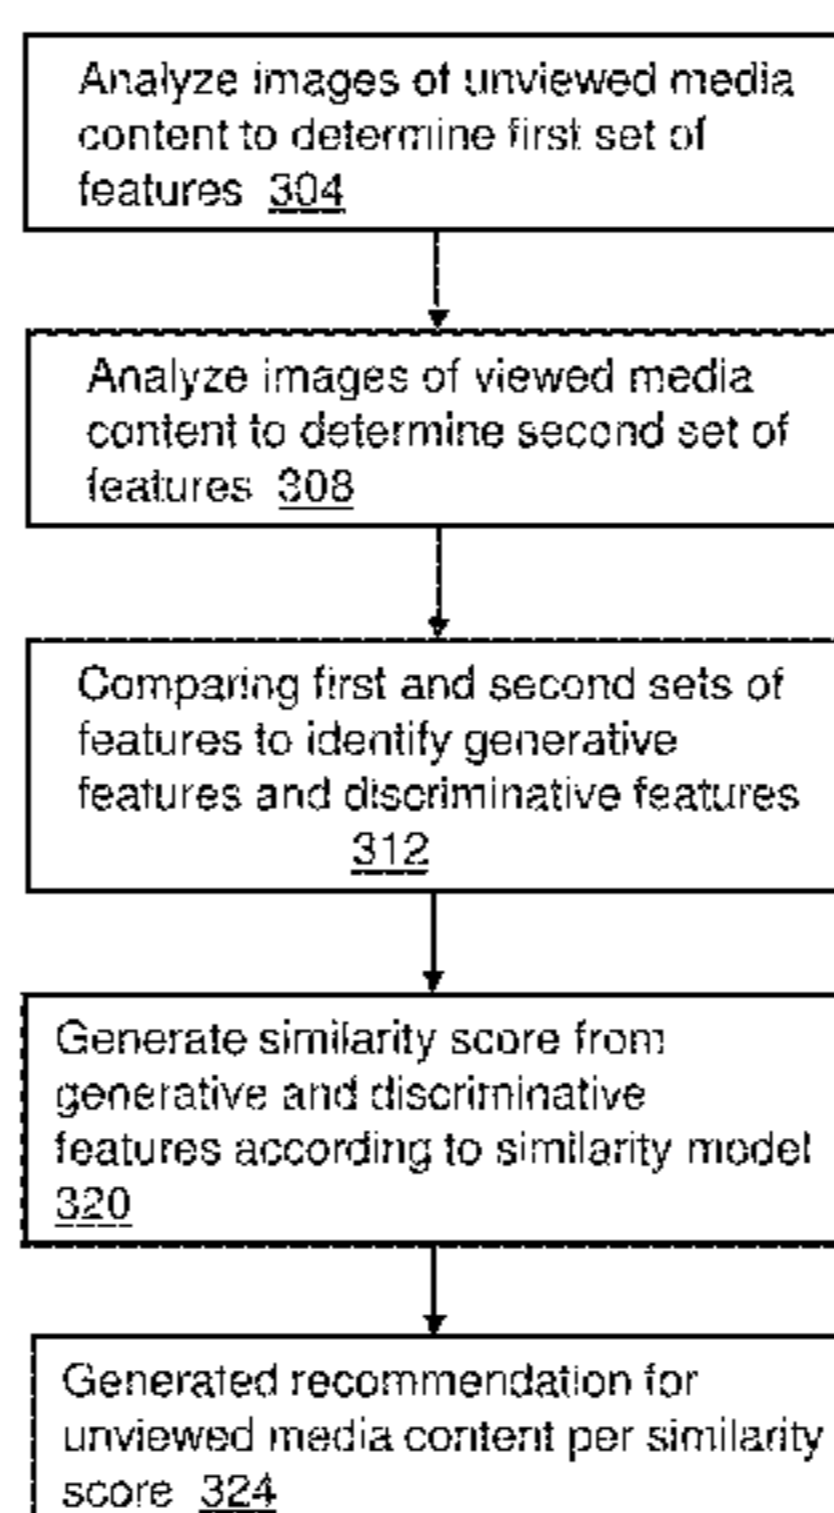 Analyze images of unviewed media
content to determine first set of
features 304
Analyze images of viewed media
content to determine second set of
features 308
Comparing first and second sets of
features to identify generative
features and discriminative features
312
Generate similarity score from
generative and discriminative
features according to similarity model
320
Generated recommendation for
unviewed media content per similarity
score 324